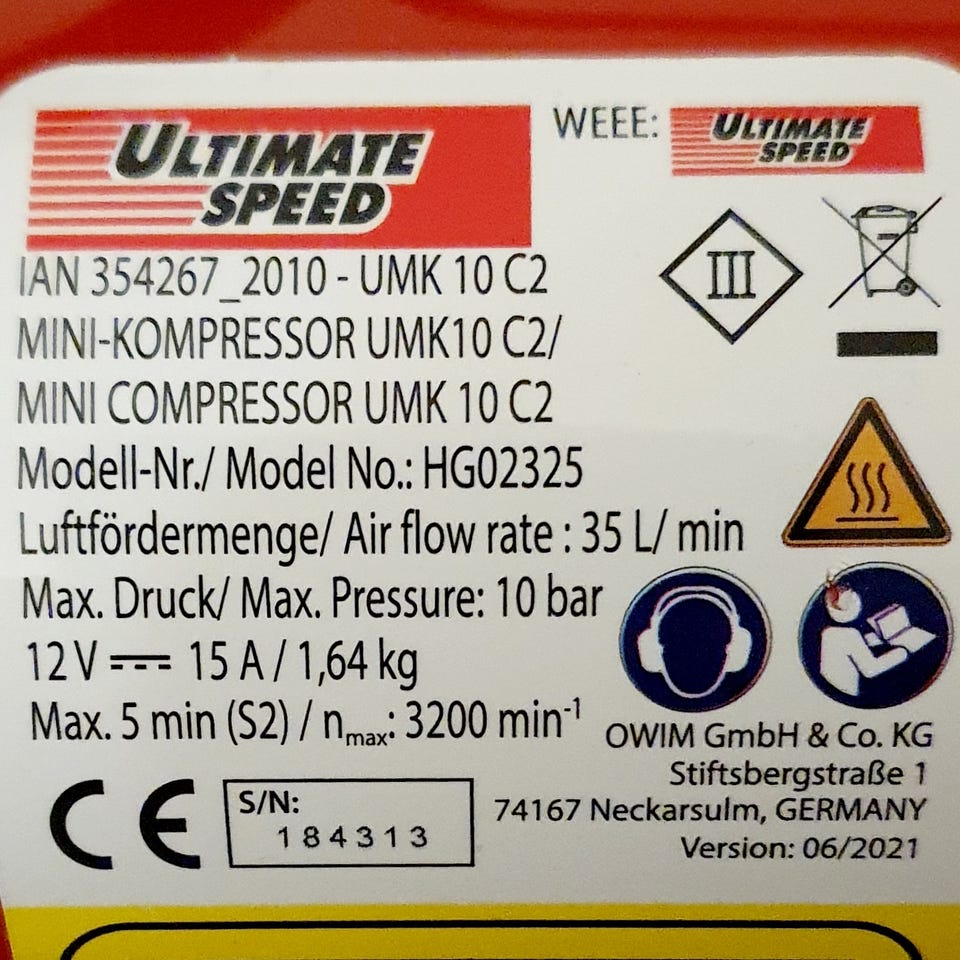 ULTIMATE
SPEED
WEEE:
ULTIMATE
SPEED
III
IAN 354267_2010 - UMK 10 C2
MINI-KOMPRESSOR UMK10 C2/
MINI COMPRESSOR UMK 10 C2
Modell-Nr./ Model No.: HG02325
Luftfördermenge/ Air flow rate : 35 L/ min
Max. Druck/ Max. Pressure: 10 bar
12 V ⎓ 15 A / 1,64 kg
Max. 5 min (S2) / nmax: 3200 min⁻¹
OWIM GmbH & Co. KG
Stiftsbergstraße 1
74167 Neckarsulm, GERMANY
Version: 06/2021
CE
S/N:
184313